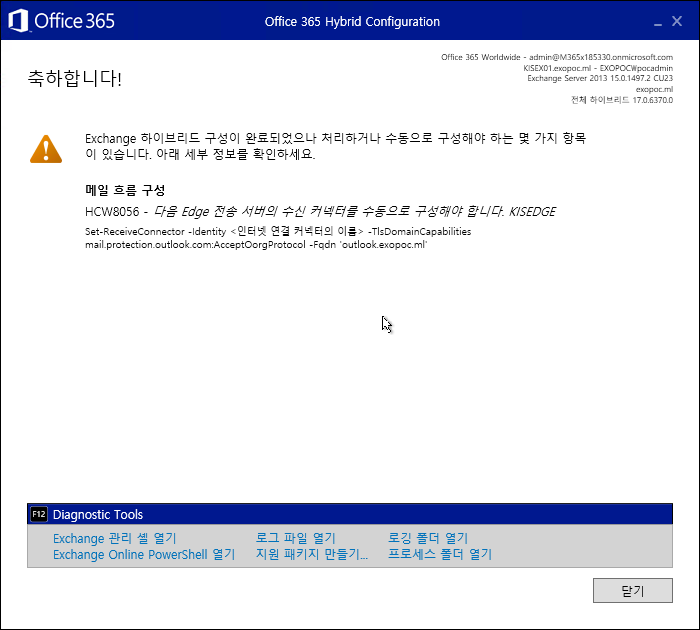 Office 365
Office 365 Hybrid Configuration
Office 365 Worldwide - admin@M365x185330.onmicrosoft.com
KISEX01.exopoc.ml - EXOPOC₩pocadmin
Exchange Server 2013 15.0.1497.2 CU23
exopoc.ml
전체 하이브리드 17.0.6370.0
축하합니다!
Exchange 하이브리드 구성이 완료되었으나 처리하거나 수동으로 구성해야 하는 몇 가지 항목
이 있습니다. 아래 세부 정보를 확인하세요.
메일 흐름 구성
HCW8056 - 다음 Edge 전송 서버의 수신 커넥터를 수동으로 구성해야 합니다. KISEDGE
Set-ReceiveConnector -Identity <인터넷 연결 커넥터의 이름> -TlsDomainCapabilities
mail.protection.outlook.com:AcceptOorgProtocol -Fqdn 'outlook.exopoc.ml'
F12 Diagnostic Tools
Exchange 관리 셸 열기 로그 파일 열기 로깅 폴더 열기
Exchange Online PowerShell 열기 지원 패키지 만들기... 프로세스 폴더 열기
닫기